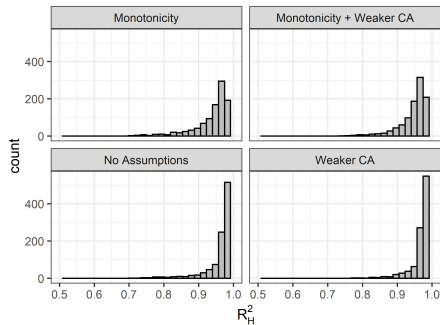 Monotonicity
Monotonicity + Weaker CA
400
200
0
No Assumptions
Weaker CA
400
200
0
count
0.5 0.6 0.7 0.8 0.9 1.0
0.5 0.6 0.7 0.8 0.9 1.0
R²_H